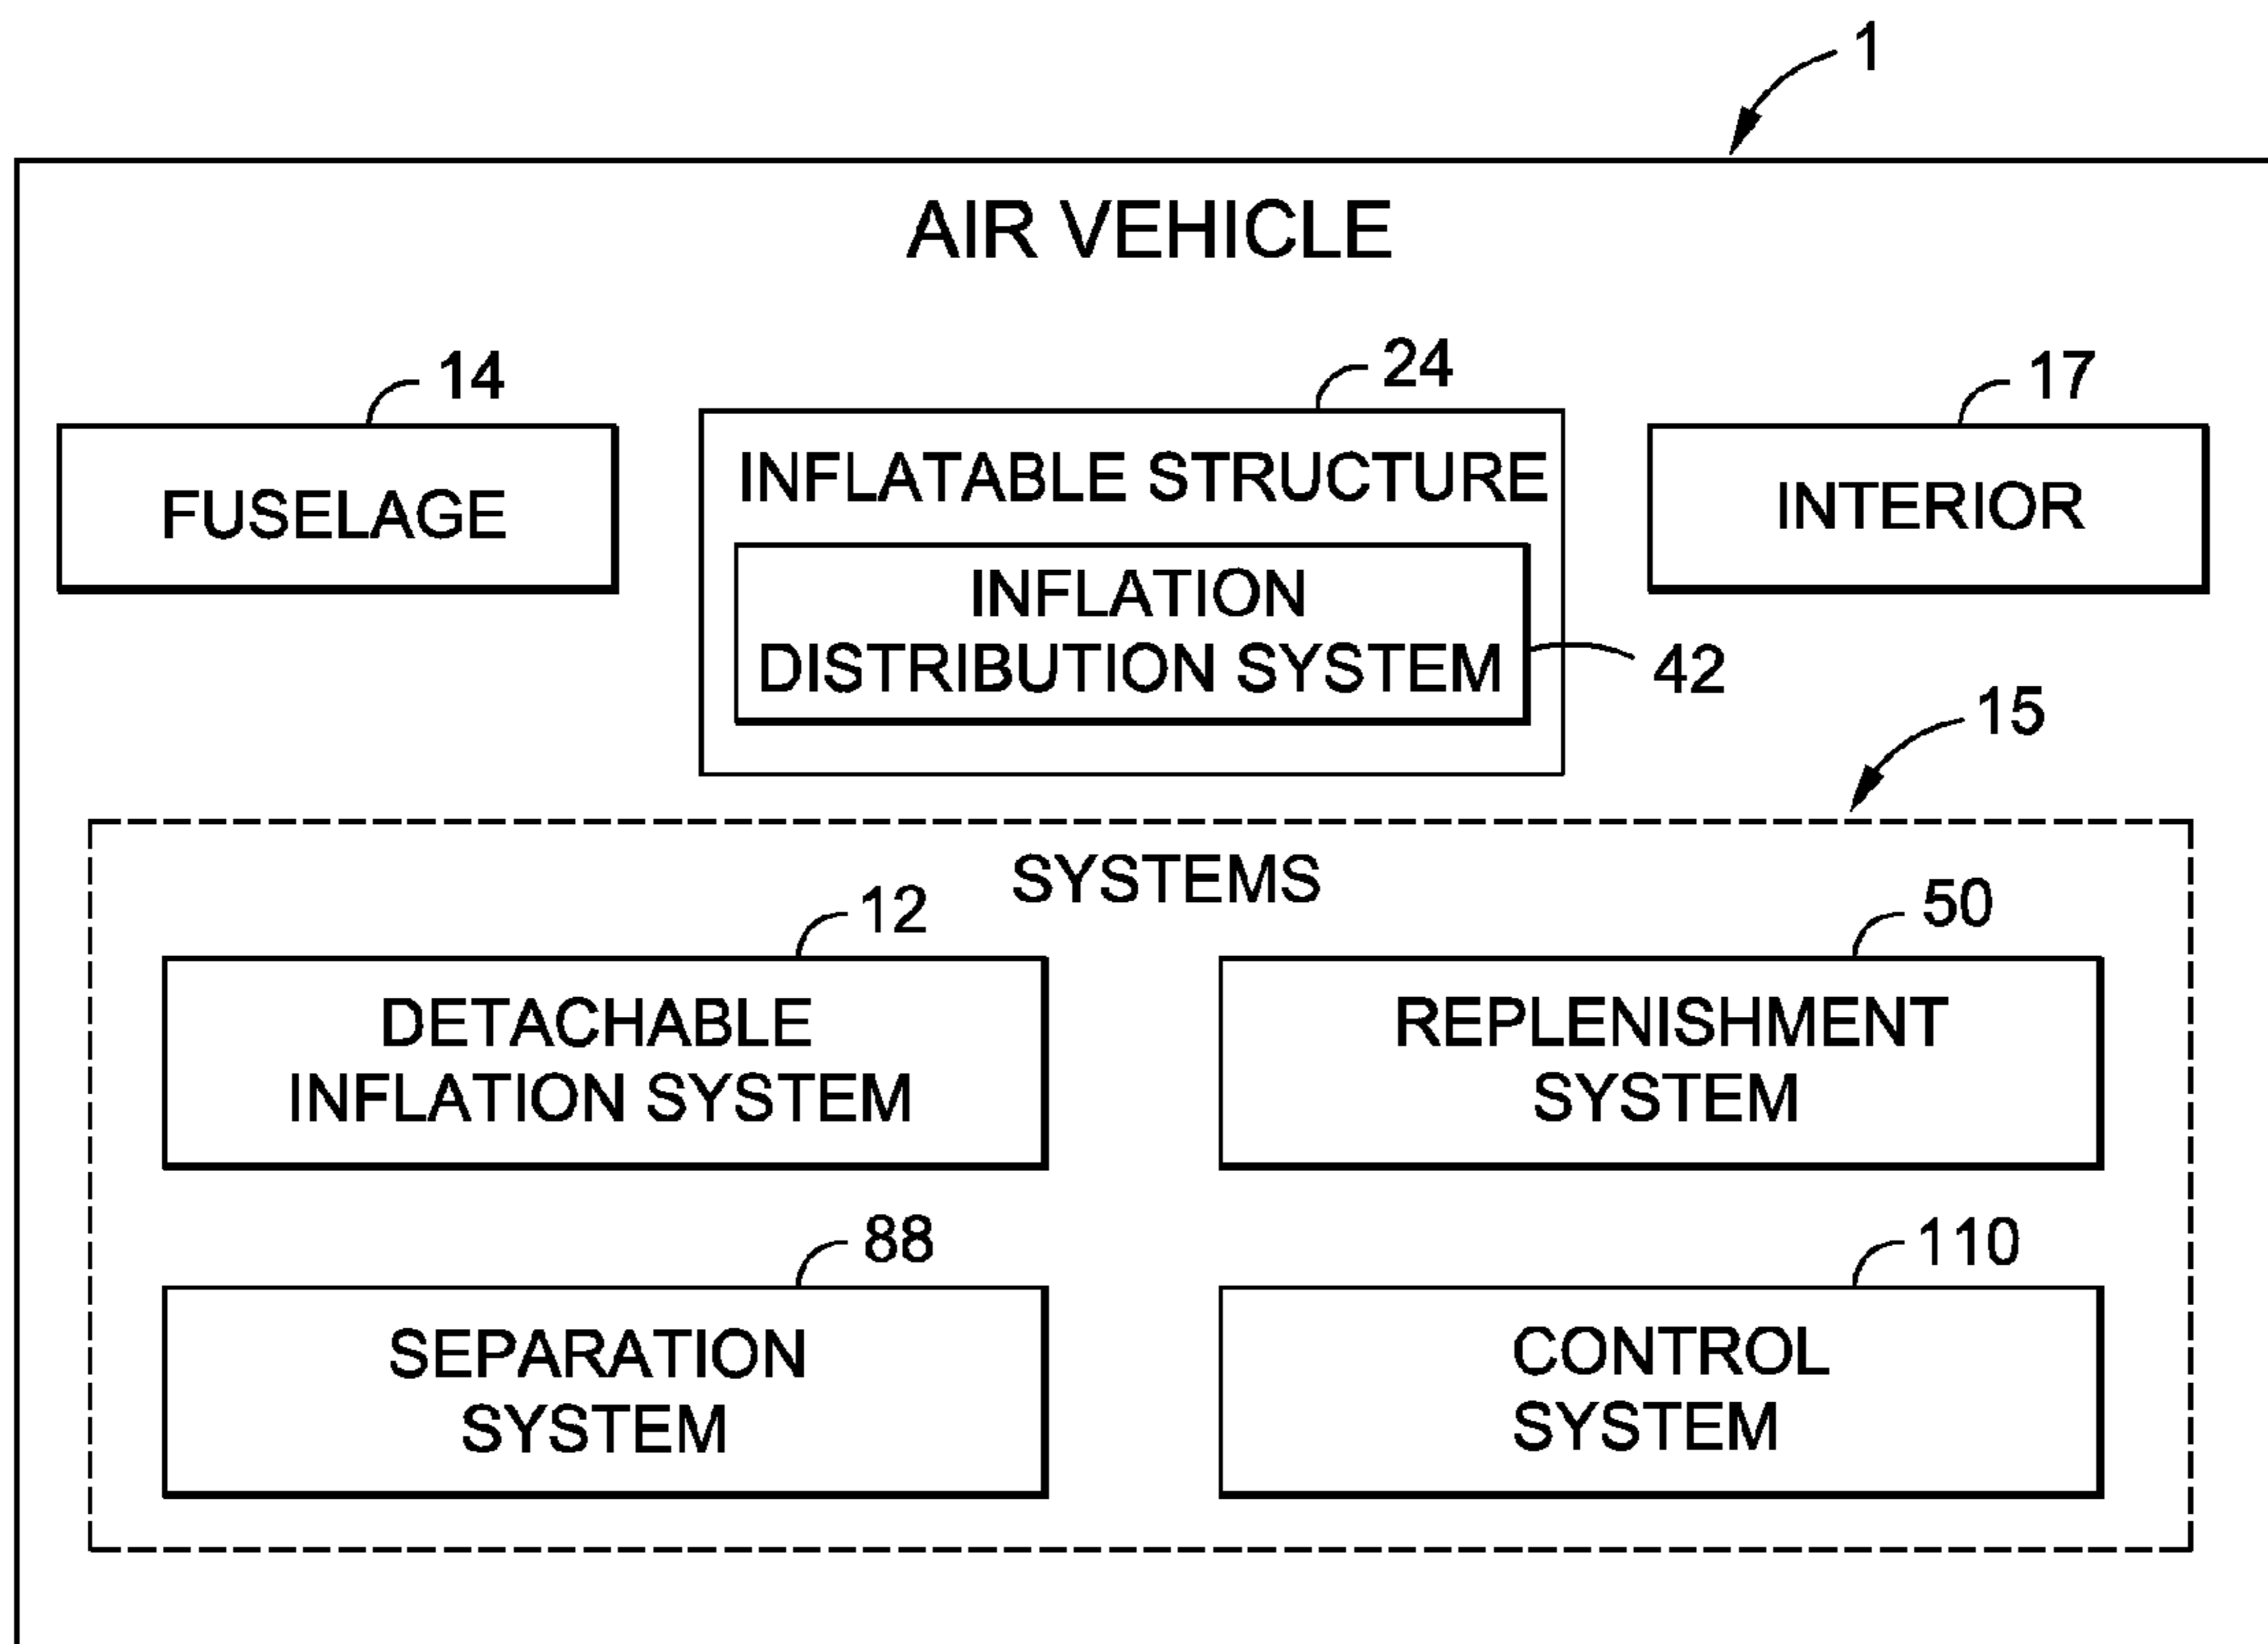 1
AIR VEHICLE
14
24
17
FUSELAGE
INFLATABLE STRUCTURE
INTERIOR
INFLATION
DISTRIBUTION SYSTEM
42
15
SYSTEMS
12
50
DETACHABLE
INFLATION SYSTEM
REPLENISHMENT
SYSTEM
88
110
SEPARATION
SYSTEM
CONTROL
SYSTEM